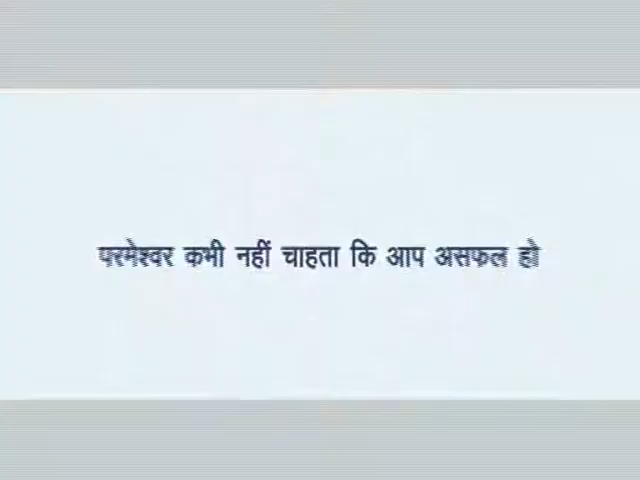 परमेश्वर कभी नहीं चाहता कि आप असफल हो